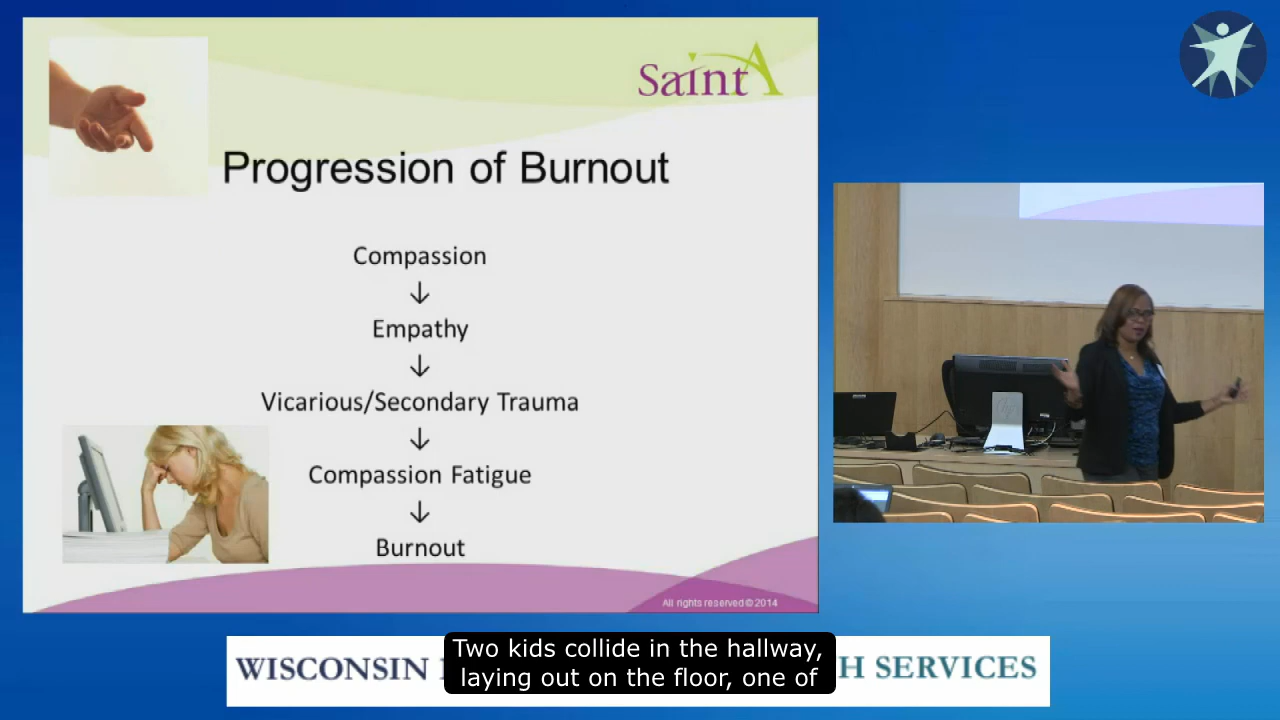 SaintA
Progression of Burnout
Compassion
↓
Empathy
↓
Vicarious/Secondary Trauma
↓
Compassion Fatigue
↓
Burnout
All rights reserved©2014
WISCONSIN H SERVICES
Two kids collide in the hallway,
laying out on the floor, one of